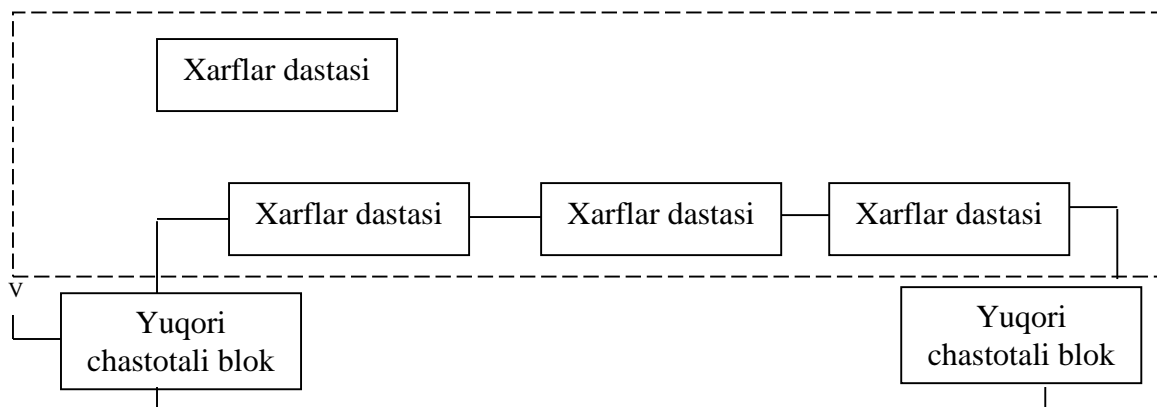 Xarflar dastasi
Xarflar dastasi
Xarflar dastasi
Xarflar dastasi
V
Yuqori
chastotali blok
Yuqori
chastotali blok